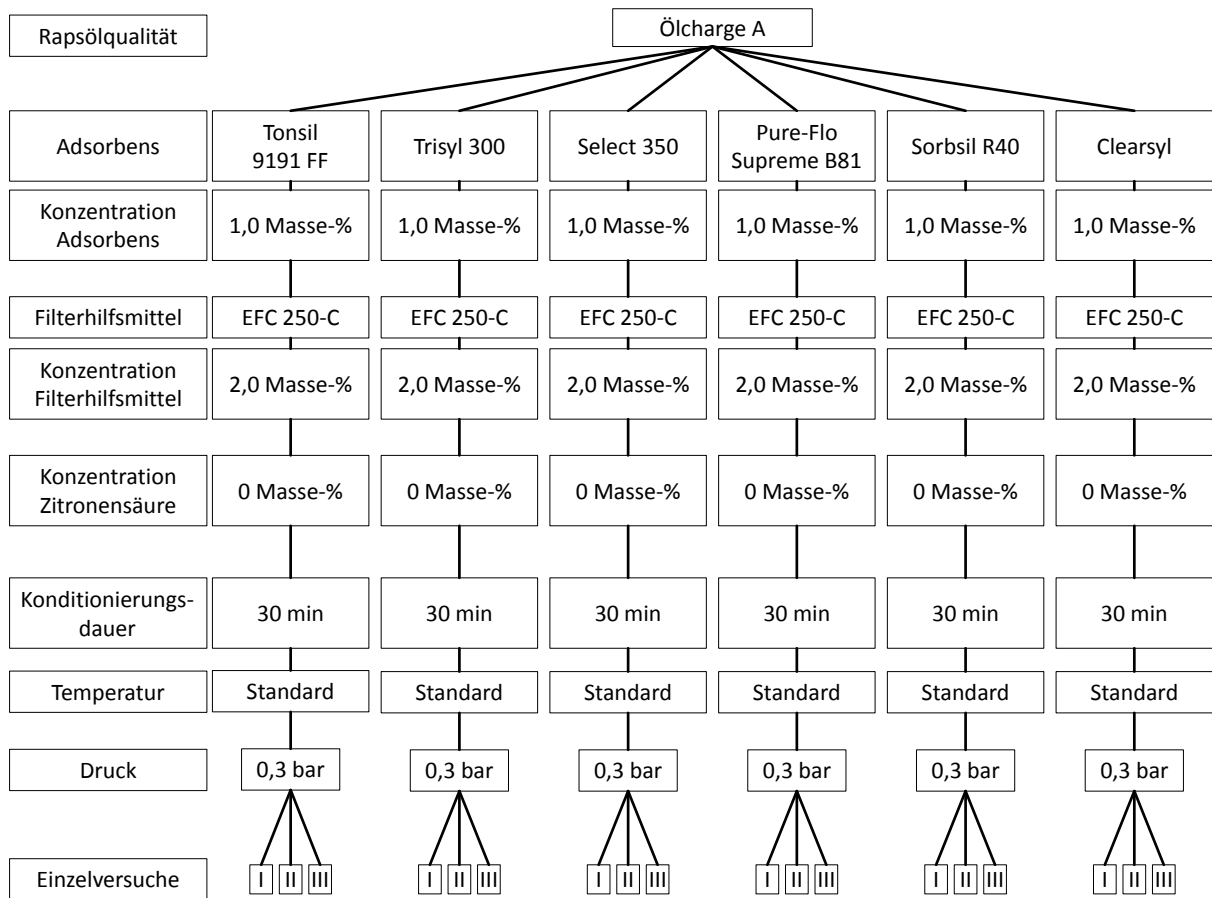 Rapsölqualität
Ölcharge A
Adsorbens
Tonsil
9191 FF
Trisyl 300
Select 350
Pure-Flo
Supreme B81
Sorbsil R40
Clearsyl
Konzentration
Adsorbens
1,0 Masse-%
1,0 Masse-%
1,0 Masse-%
1,0 Masse-%
1,0 Masse-%
1,0 Masse-%
Filterhilfsmittel
EFC 250-C
EFC 250-C
EFC 250-C
EFC 250-C
EFC 250-C
EFC 250-C
Konzentration
Filterhilfsmittel
2,0 Masse-%
2,0 Masse-%
2,0 Masse-%
2,0 Masse-%
2,0 Masse-%
2,0 Masse-%
Konzentration
Zitronensäure
0 Masse-%
0 Masse-%
0 Masse-%
0 Masse-%
0 Masse-%
0 Masse-%
Konditionierungs-
dauer
30 min
30 min
30 min
30 min
30 min
30 min
Temperatur
Standard
Standard
Standard
Standard
Standard
Standard
Druck
0,3 bar
0,3 bar
0,3 bar
0,3 bar
0,3 bar
0,3 bar
Einzelversuche
I II III
I II III
I II III
I II III
I II III
I II III